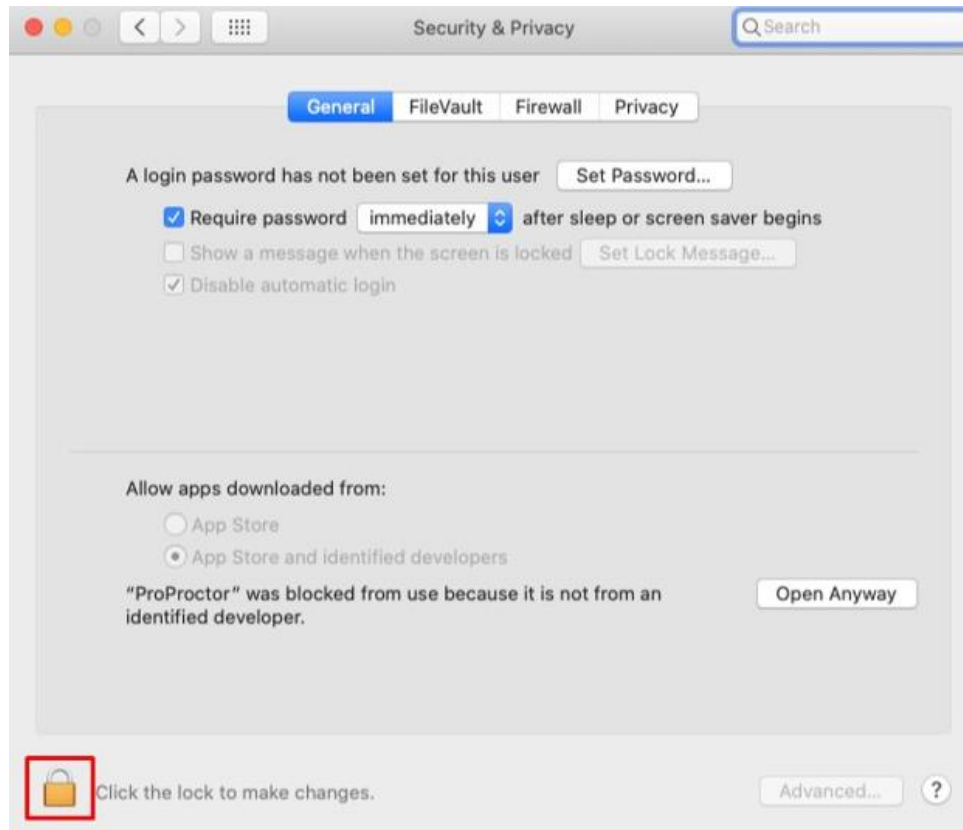 Security & Privacy
Search
General FileVault Firewall Privacy
A login password has not been set for this user Set Password...
Require password immediately after sleep or screen saver begins
Show a message when the screen is locked Set Lock Message...
Disable automatic login
Allow apps downloaded from:
App Store
App Store and identified developers
“ProProctor” was blocked from use because it is not from an Open Anyway
identified developer.
Click the lock to make changes.
Advanced... ?